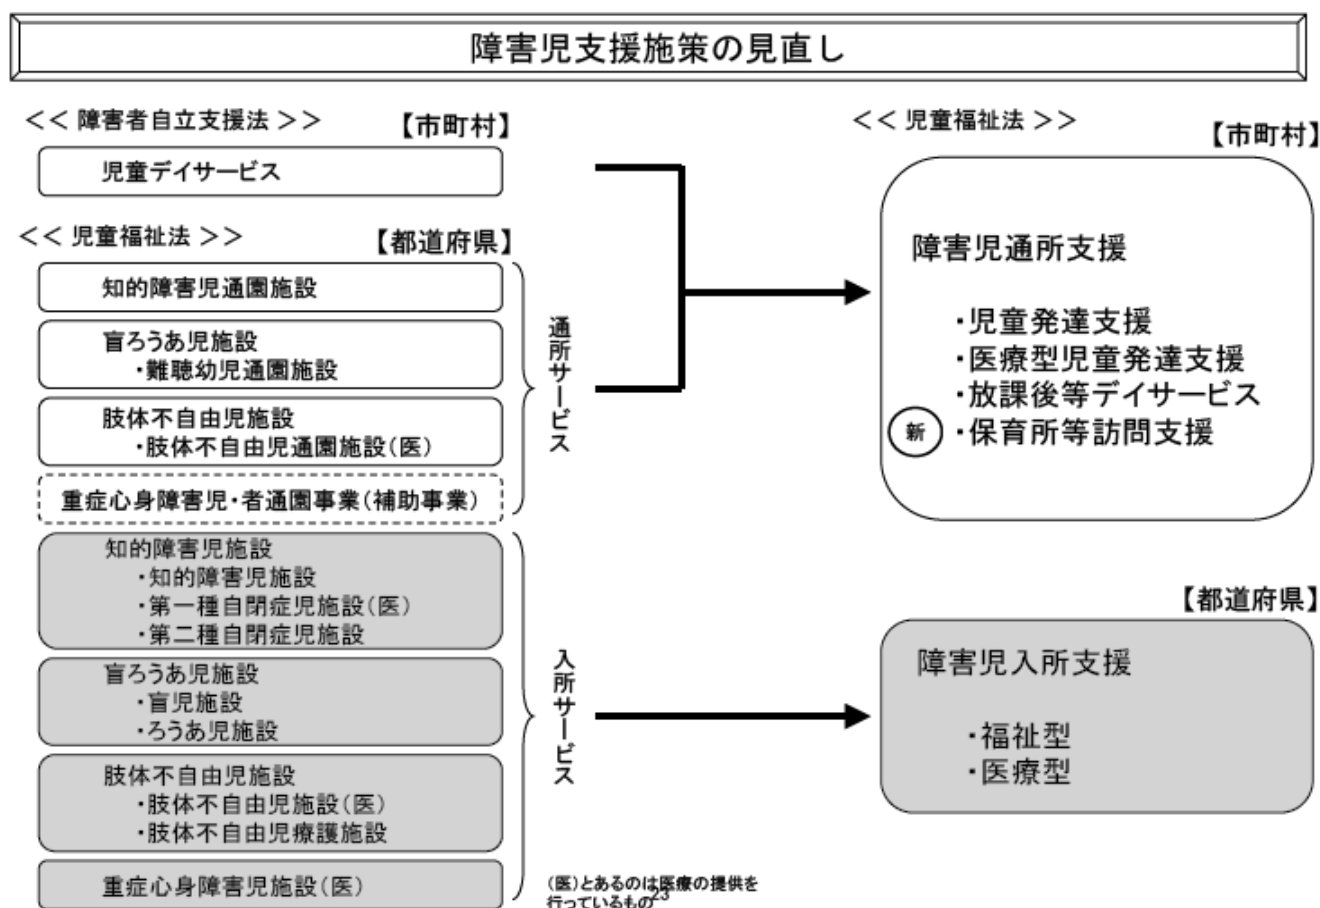 障害児支援施策の見直し
<< 障害者自立支援法 >>
【市町村】
児童デイサービス
<< 児童福祉法 >>
【都道府県】
知的障害児通園施設
盲ろうあ児施設
・難聴幼児通園施設
肢体不自由児施設
・肢体不自由児通園施設(医)
重症心身障害児・者通園事業(補助事業)
通所サービス
知的障害児施設
・知的障害児施設
・第一種自閉症児施設(医)
・第二種自閉症児施設
盲ろうあ児施設
・盲児施設
・ろうあ児施設
肢体不自由児施設
・肢体不自由児施設(医)
・肢体不自由児療護施設
重症心身障害児施設(医)
入所サービス
(医)とあるのは医療の提供を
行っているもの
23
<< 児童福祉法 >>
【市町村】
障害児通所支援
・児童発達支援
・医療型児童発達支援
・放課後等デイサービス
新 ・保育所等訪問支援
【都道府県】
障害児入所支援
・福祉型
・医療型